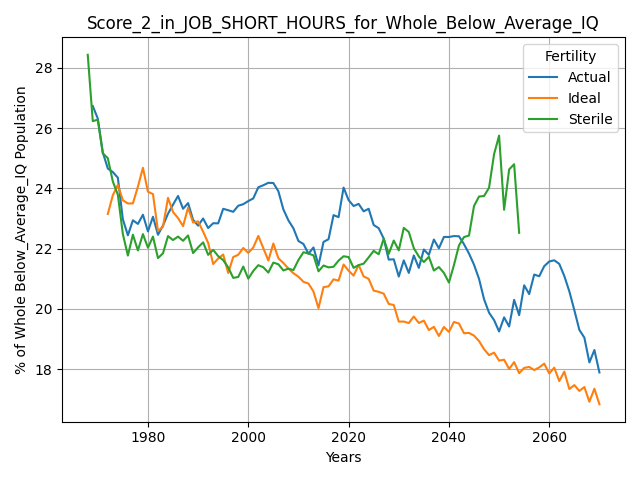 Score_2_in_JOB_SHORT_HOURS_for_Whole_Below_Average_IQ
% of Whole Below_Average_IQ Population
28
26
24
22
20
18
Fertility
Actual
Ideal
Sterile
1980
2000
2020
2040
2060
Years